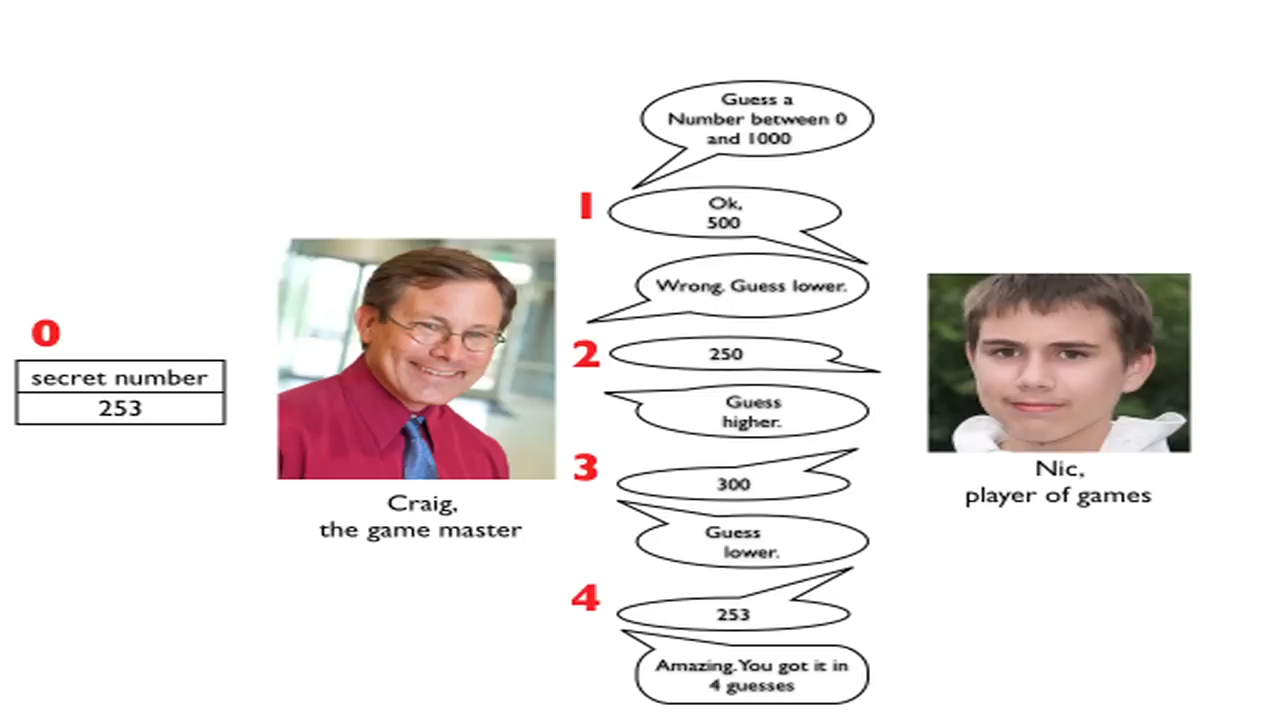 Guess a
Number between 0
and 1000
1
Ok,
500
Wrong. Guess lower.
0
secret number
253
2
250
Guess
higher.
3
300
Craig,
the game master
Nic,
player of games
Guess
lower.
4
253
Amazing. You got it in
4 guesses